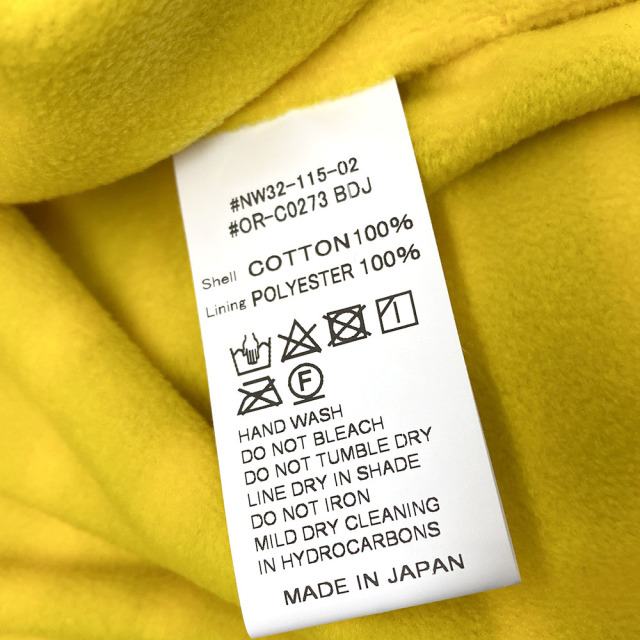 #NW32-115-02
#OR-C0273 BDJ
Shell COTTON100%
Lining POLYESTER 100%
F
HAND WASH
DO NOT BLEACH
DO NOT TUMBLE DRY
LINE DRY IN SHADE
DO NOT IRON
MILD DRY CLEANING
IN HYDROCARBONS
MADE IN JAPAN